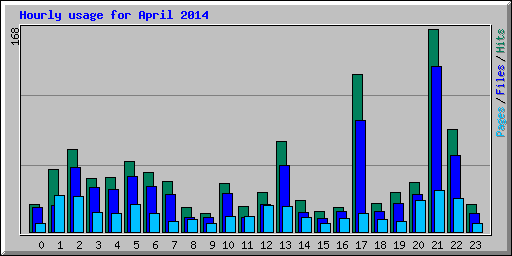 Hourly usage for April 2014
168
Pages / Files / Hits
0 1 2 3 4 5 6 7 8 9 10 11 12 13 14 15 16 17 18 19 20 21 22 23